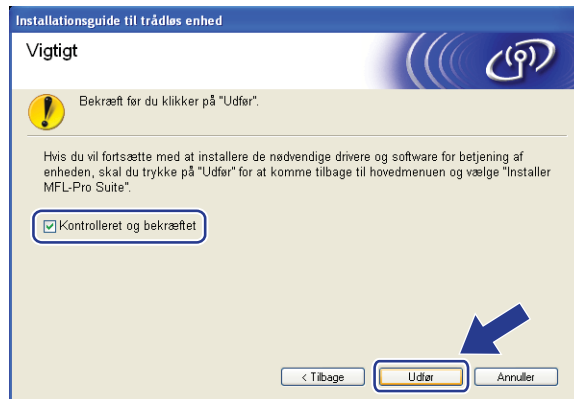 Installationsguide til trådløs enhed
Vigtigt
Bekræft før du klikker på "Udfør".
Hvis du vil fortsætte med at installere de nødvendige drivere og software for betjening af
enheden, skal du trykke på "Udfør" for at komme tilbage til hovedmenuen og vælge "Installer
MFL-Pro Suite".
Kontrolleret og bekræftet
< Tilbage
Udfør
Annuller